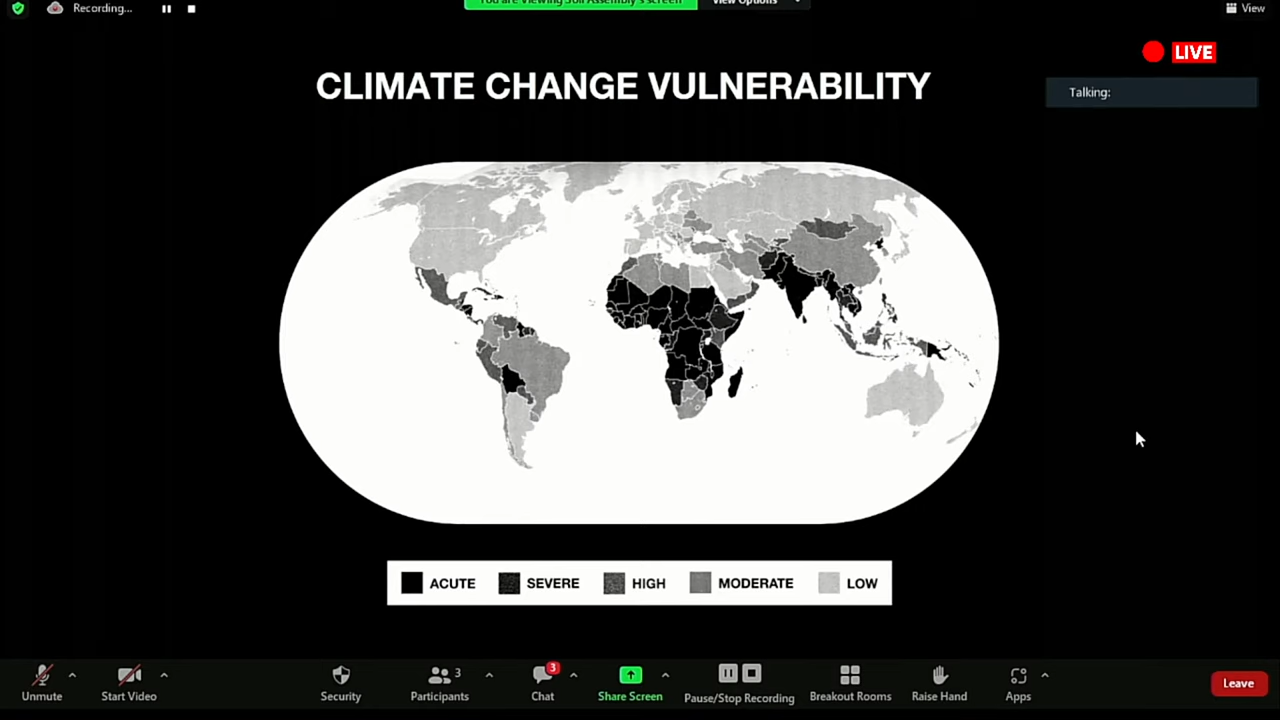 Recording...
You are viewing Soil Assembly's screen
View Options
View
LIVE
CLIMATE CHANGE VULNERABILITY
Talking:
ACUTE SEVERE HIGH MODERATE LOW
3
3
Unmute Start Video Security Participants Chat Share Screen Pause/Stop Recording Breakout Rooms Raise Hand Apps Leave